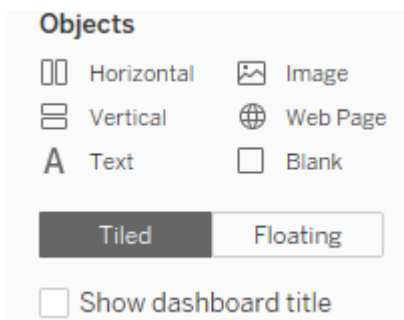 Objects
Horizontal Image
Vertical Web Page
A Text Blank
Tiled Floating
Show dashboard title